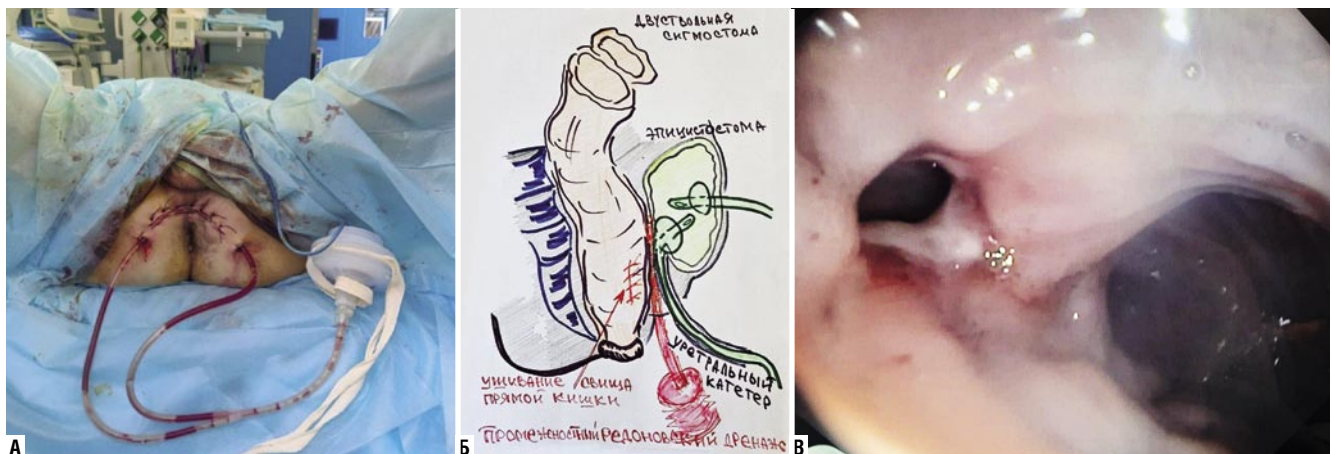 ДВУСТВОЛЬНАЯ
СИГМОСТОМА
ЭПИЦИСТОСТОМА
УШИВАНИЕ СВИЩА
ПРЯМОЙ КИШКИ
УРЕТРАЛЬНЫЙ
КАТЕТЕР
ПРОМЕЖНОСТНЫЙ РЕДОНОВСКИЙ ДРЕНАЖ
А
Б
В